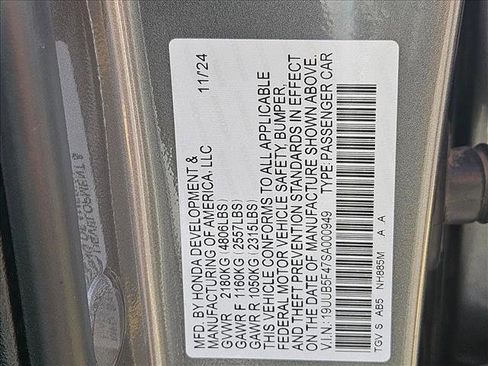 MFD. BY HONDA DEVELOPMENT & 11/24
MANUFACTURING OF AMERICA, LLC
GVWR 2180KG (4806LBS)
GAWR F 1160KG (2557LBS)
GAWR R 1050KG (2315LBS)
THIS VEHICLE CONFORMS TO ALL APPLICABLE
FEDERAL MOTOR VEHICLE SAFETY, BUMPER,
AND THEFT PREVENTION STANDARDS IN EFFECT
ON THE DATE OF MANUFACTURE SHOWN ABOVE.
V.I.N.: 19UUB5F47SA000949 TYPE: PASSENGER CAR
TGV S AB5 NH885M A A